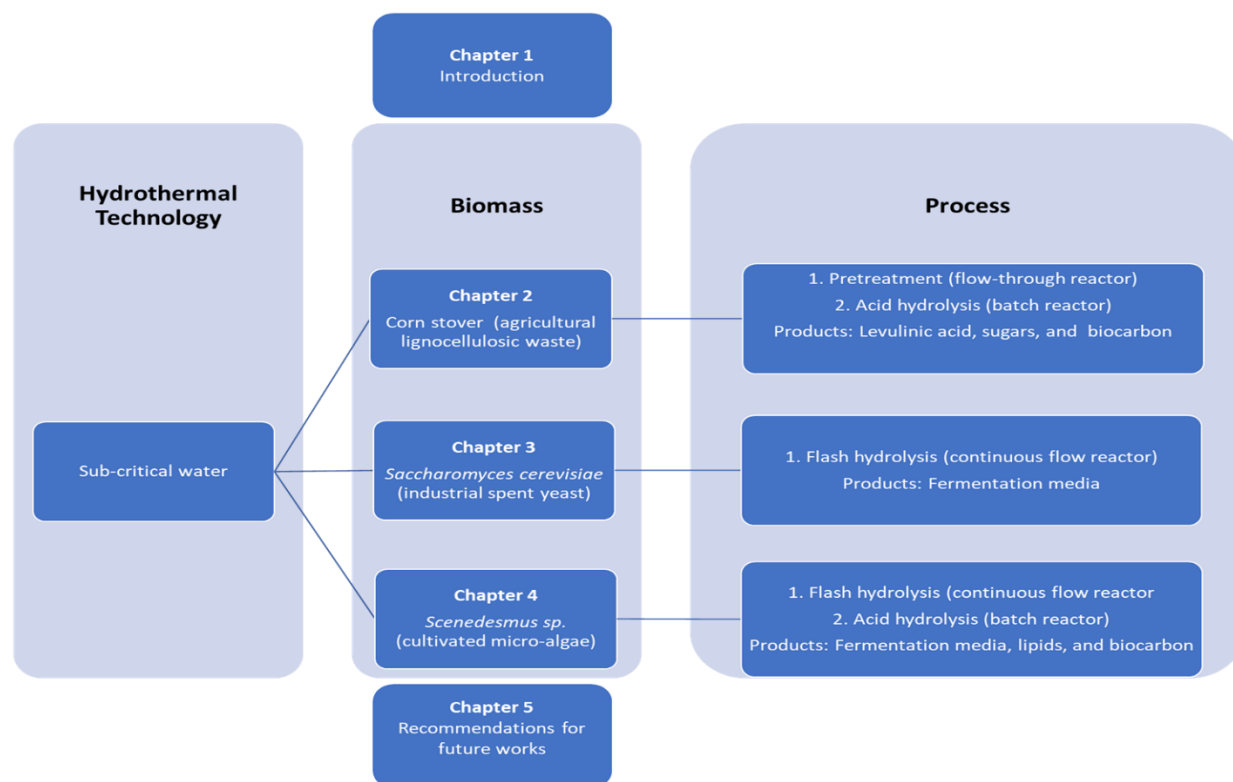 Chapter 1
Introduction
Hydrothermal
Technology
Biomass
Process
Sub-critical water
Chapter 2
Corn stover (agricultural
lignocellulosic waste)
1. Pretreatment (flow-through reactor)
2. Acid hydrolysis (batch reactor)
Products: Levulinic acid, sugars, and biocarbon
Chapter 3
Saccharomyces cerevisiae
(industrial spent yeast)
1. Flash hydrolysis (continuous flow reactor)
Products: Fermentation media
Chapter 4
Scenedesmus sp.
(cultivated micro-algae)
1. Flash hydrolysis (continuous flow reactor
2. Acid hydrolysis (batch reactor)
Products: Fermentation media, lipids, and biocarbon
Chapter 5
Recommendations for
future works